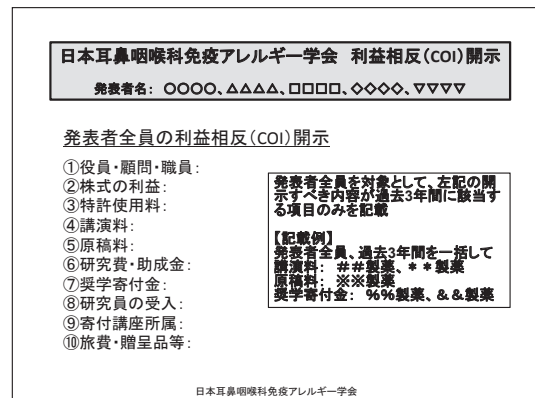 日本耳鼻咽喉科免疫アレルギー学会 利益相反(COI)開示
発表者名: ○○○○、△△△△、□□□□、◇◇◇◇、▽▽▽▽
発表者全員の利益相反(COI)開示
①役員・顧問・職員:
②株式の利益:
③特許使用料:
④講演料:
⑤原稿料:
⑥研究費・助成金:
⑦奨学寄付金:
⑧研究員の受入:
⑨寄付講座所属:
⑩旅費・贈呈品等:
発表者全員を対象として、左記の開
示すべき内容が過去3年間に該当す
る項目のみを記載
【記載例】
発表者全員、過去3年間を一括して
講演料: ##製薬、**製薬
原稿料: ※※製薬
奨学寄付金: %%製薬、&&製薬
日本耳鼻咽喉科免疫アレルギー学会